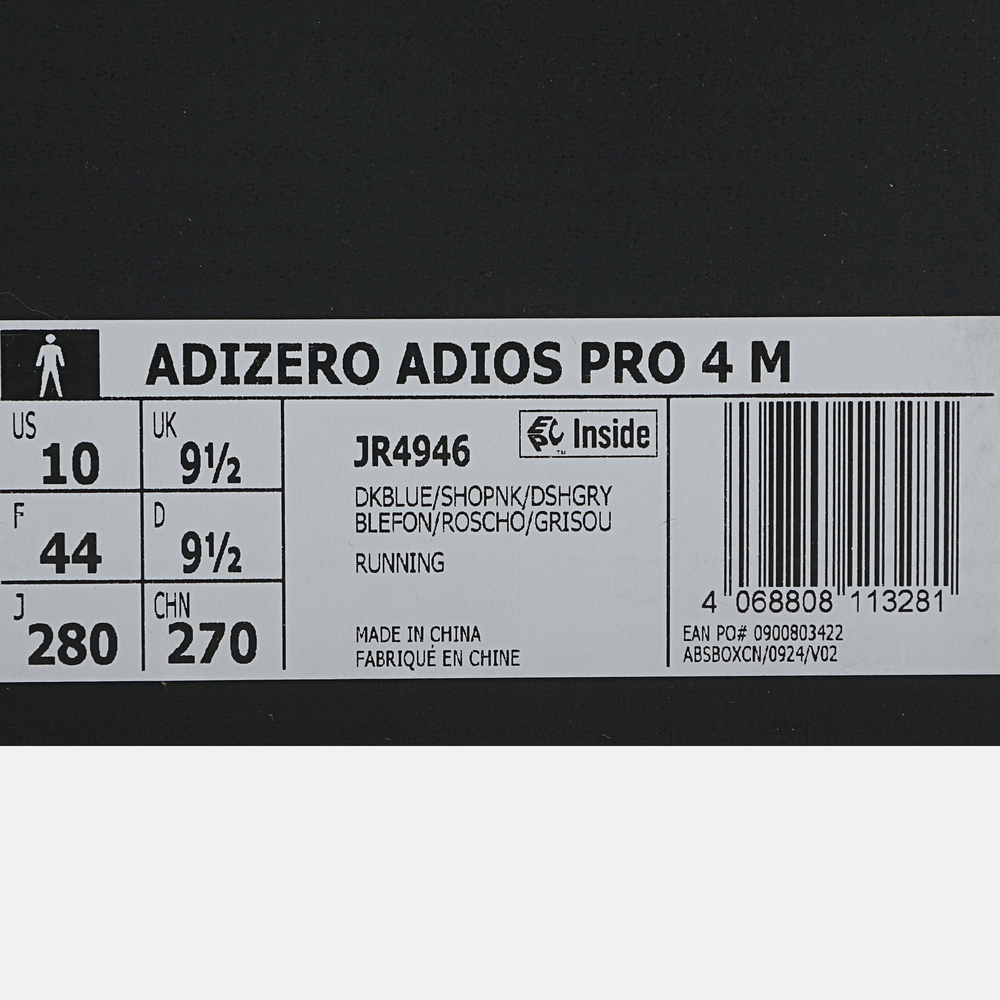 ADIZERO ADIOS PRO 4 M
US 10 UK 9½
F 44 D 9½
J 280 CHN 270
JR4946
EPC Inside
™
DKBLUE/SHOPNK/DSHGRY
BLEFON/ROSCHO/GRISOU
RUNNING
MADE IN CHINA
FABRIQUÉ EN CHINE
4 068808 113281
EAN PO# 0900803422
ABSBOXCN/0924/V02